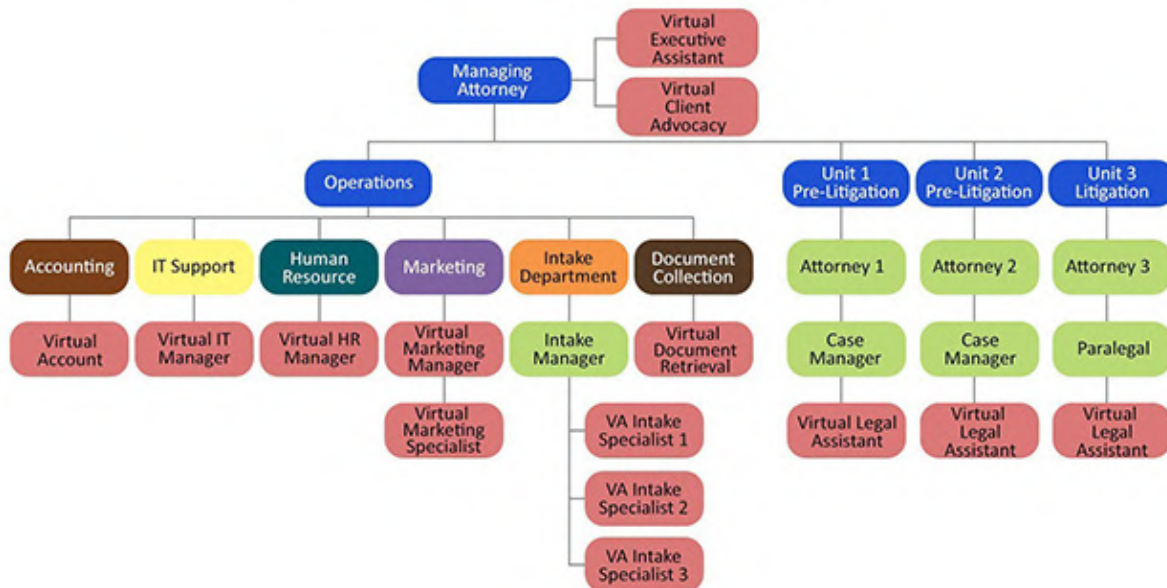 Virtual
Executive
Assistant
Managing
Attorney
Virtual
Client
Advocacy
Operations
Unit 1
Pre-Litigation
Unit 2
Pre-Litigation
Unit 3
Litigation
Accounting
IT Support
Human
Resource
Marketing
Intake
Department
Document
Collection
Attorney 1
Attorney 2
Attorney 3
Virtual
Account
Virtual IT
Manager
Virtual HR
Manager
Virtual
Marketing
Manager
Intake
Manager
Virtual
Document
Retrieval
Case
Manager
Case
Manager
Paralegal
Virtual
Marketing
Specialist
VA Intake
Specialist 1
Virtual Legal
Assistant
Virtual
Legal
Assistant
Virtual
Legal
Assistant
VA Intake
Specialist 2
VA Intake
Specialist 3